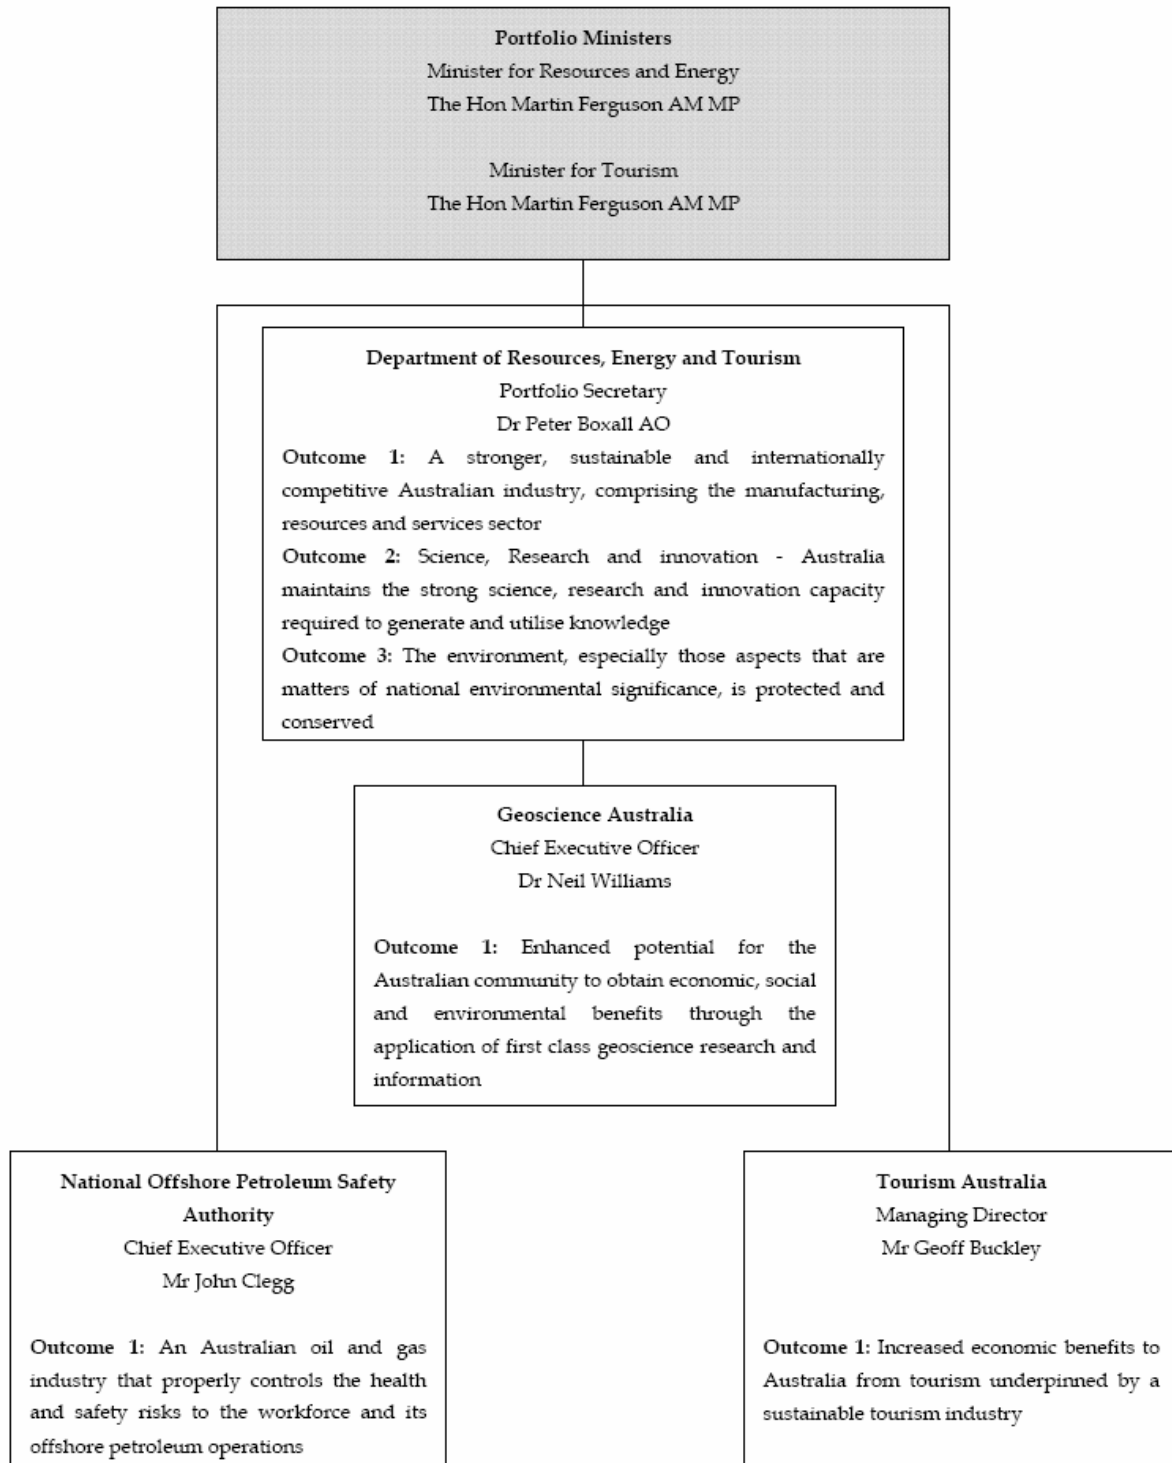 Portfolio Ministers
Minister for Resources and Energy
The Hon Martin Ferguson AM MP
Minister for Tourism
The Hon Martin Ferguson AM MP
Department of Resources, Energy and Tourism
Portfolio Secretary
Dr Peter Boxall AO
Outcome 1: A stronger, sustainable and internationally
competitive Australian industry, comprising the manufacturing,
resources and services sector
Outcome 2: Science, Research and innovation - Australia
maintains the strong science, research and innovation capacity
required to generate and utilise knowledge
Outcome 3: The environment, especially those aspects that are
matters of national environmental significance, is protected and
conserved
Geoscience Australia
Chief Executive Officer
Dr Neil Williams
Outcome 1: Enhanced potential for the
Australian community to obtain economic, social
and environmental benefits through the
application of first class geoscience research and
information
National Offshore Petroleum Safety
Authority
Chief Executive Officer
Mr John Clegg
Outcome 1: An Australian oil and gas
industry that properly controls the health
and safety risks to the workforce and its
offshore petroleum operations
Tourism Australia
Managing Director
Mr Geoff Buckley
Outcome 1: Increased economic benefits to
Australia from tourism underpinned by a
sustainable tourism industry